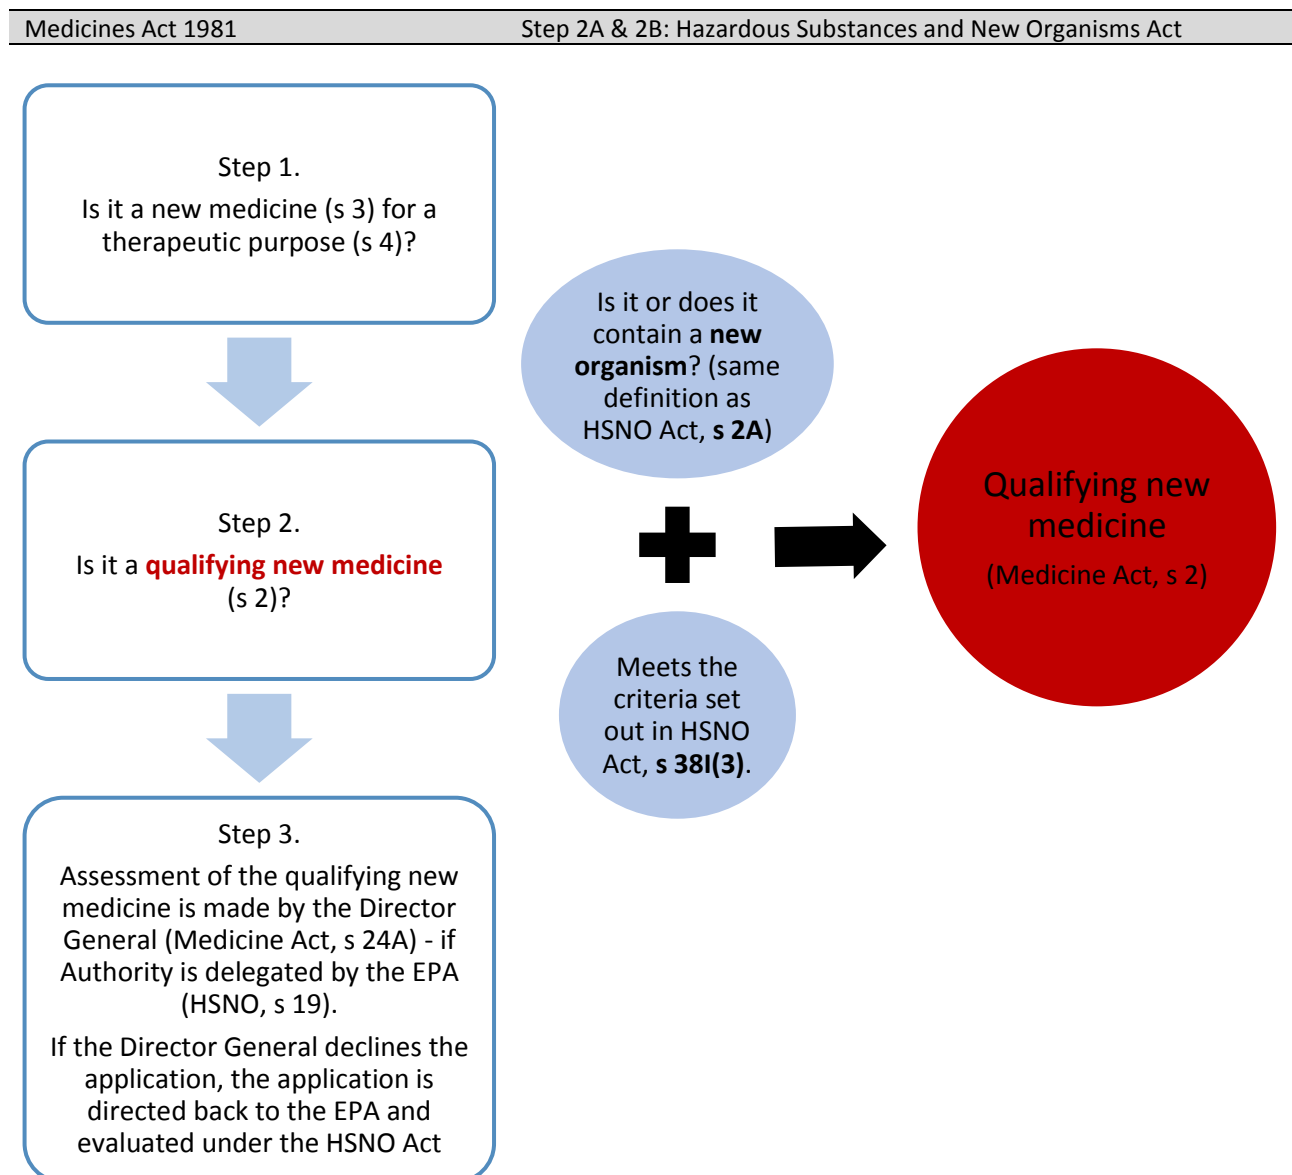 Medicines Act 1981
Step 2A & 2B: Hazardous Substances and New Organisms Act
Step 1.
Is it a new medicine (s 3) for a
therapeutic purpose (s 4)?
Step 2.
Is it a qualifying new medicine
(s 2)?
Step 3.
Assessment of the qualifying new
medicine is made by the Director
General (Medicine Act, s 24A) - if
Authority is delegated by the EPA
(HSNO, s 19).
If the Director General declines the
application, the application is
directed back to the EPA and
evaluated under the HSNO Act
Is it or does it
contain a new
organism? (same
definition as
HSNO Act, s 2A)
Meets the
criteria set
out in HSNO
Act, s 38I(3).
Qualifying new
medicine
(Medicine Act, s 2)